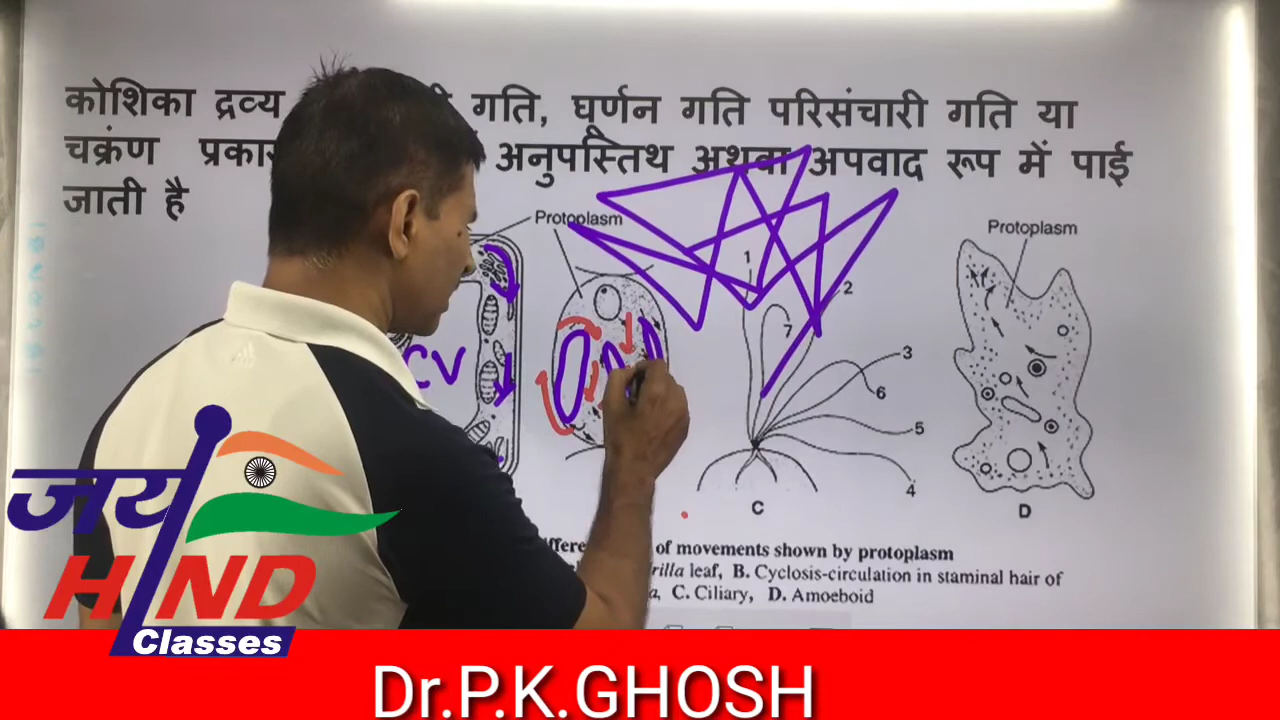 कोशिका द्रव्य गति, घूर्णन गति परिसंचारी गति या
चक्रंण अनुपस्तिथ अथवा अपवाद रूप में पाई
जाती है
Protoplasm
Protoplasm
1
2
7
3
CV
6
5
4
C
D
of movements shown by protoplasm
leaf, B. Cyclosis-circulation in staminal hair of
C. Ciliary, D. Amoeboid
जय
HIND
Classes
Dr.P.K.GHOSH